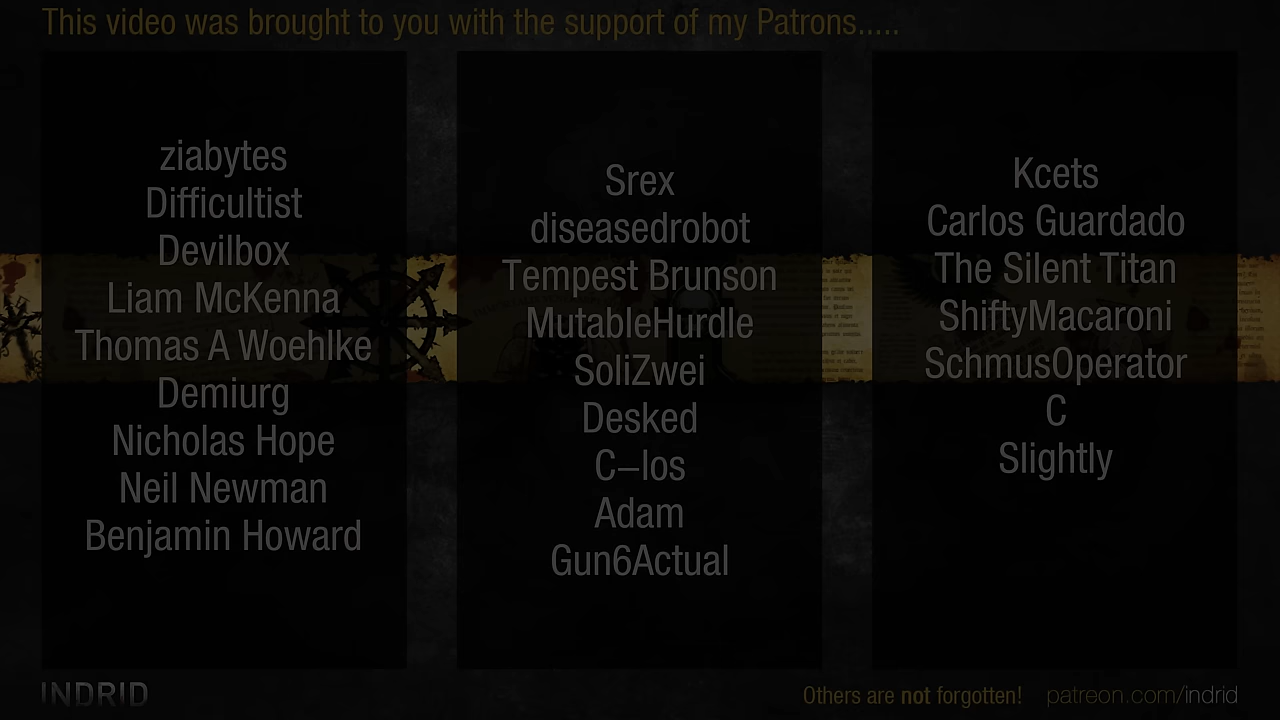 This video was brought to you with the support of my Patrons.....
ziabytes
Difficultist
Devilbox
Liam McKenna
Thomas A Woehlke
Demiurg
Nicholas Hope
Neil Newman
Benjamin Howard
Srex
diseasedrobot
Tempest Brunson
MutableHurdle
SoliZwei
Desked
C–los
Adam
Gun6Actual
Kcets
Carlos Guardado
The Silent Titan
ShiftyMacaroni
SchmusOperator
C
Slightly
INDRID
Others are not forgotten! patreon.com/indrid